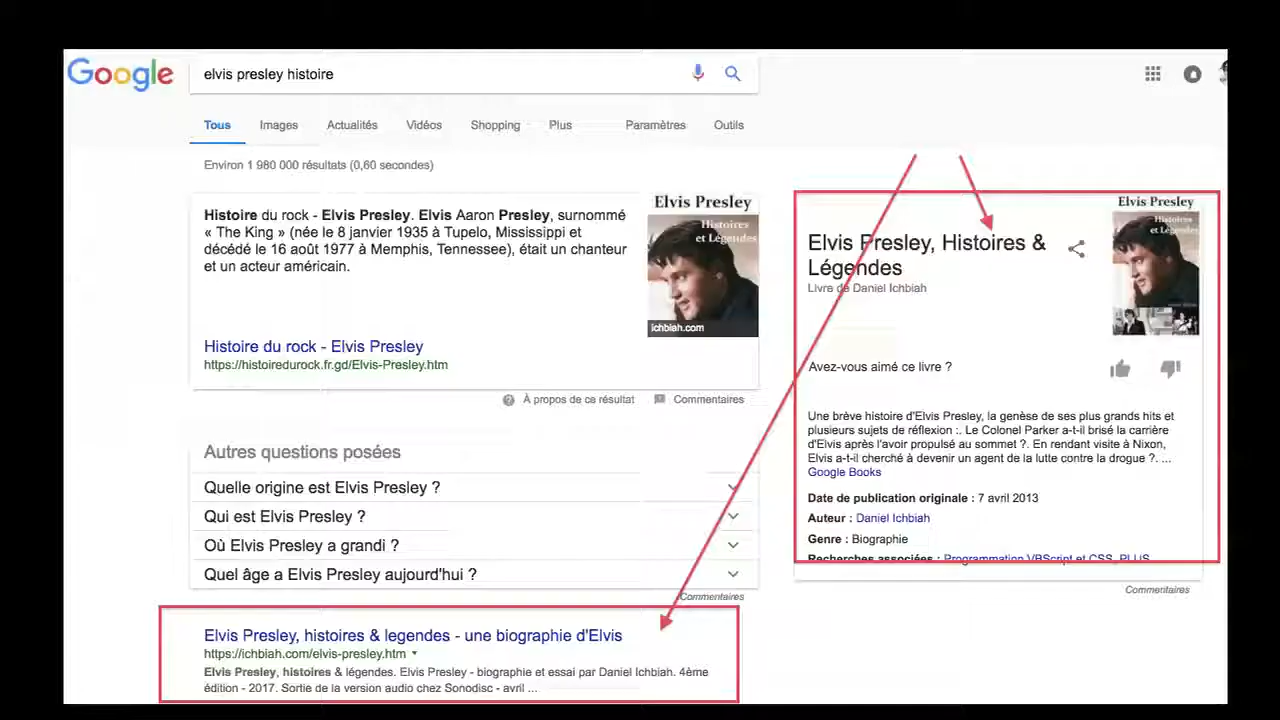 Google
elvis presley histoire
Tous Images Actualités Vidéos Shopping Plus Paramètres Outils
Environ 1 980 000 résultats (0,60 secondes)
Histoire du rock - Elvis Presley. Elvis Aaron Presley, surnommé
« The King » (née le 8 janvier 1935 à Tupelo, Mississippi et
décédé le 16 août 1977 à Memphis, Tennessee), était un chanteur
et un acteur américain.
Elvis Presley
Histoires
et Légendes
ichbiah.com
Histoire du rock - Elvis Presley
https://histoiredurock.fr.gd/Elvis-Presley.htm
À propos de ce résultat Commentaires
Autres questions posées
Quelle origine est Elvis Presley ?
Qui est Elvis Presley ?
Où Elvis Presley a grandi ?
Quel âge a Elvis Presley aujourd'hui ?
Commentaires
Elvis Presley, histoires & legendes - une biographie d'Elvis
https://ichbiah.com/elvis-presley.htm
Elvis Presley, histoires & légendes. Elvis Presley - biographie et essai par Daniel Ichbiah. 4ème
édition - 2017. Sortie de la version audio chez Sonodisc - avril ...
Elvis Presley, Histoires &
Légendes
Livre de Daniel Ichbiah
Elvis Presley
Histoires
et Légendes
Avez-vous aimé ce livre ?
Une brève histoire d'Elvis Presley, la genèse de ses plus grands hits et
plusieurs sujets de réflexion :. Le Colonel Parker a-t-il brisé la carrière
d'Elvis après l'avoir propulsé au sommet ?. En rendant visite à Nixon,
Elvis a-t-il cherché à devenir un agent de la lutte contre la drogue ?. ...
Google Books
Date de publication originale : 7 avril 2013
Auteur : Daniel Ichbiah
Genre : Biographie
Recherches associées : Programmation VBScript et CSS, PLUS
Commentaires